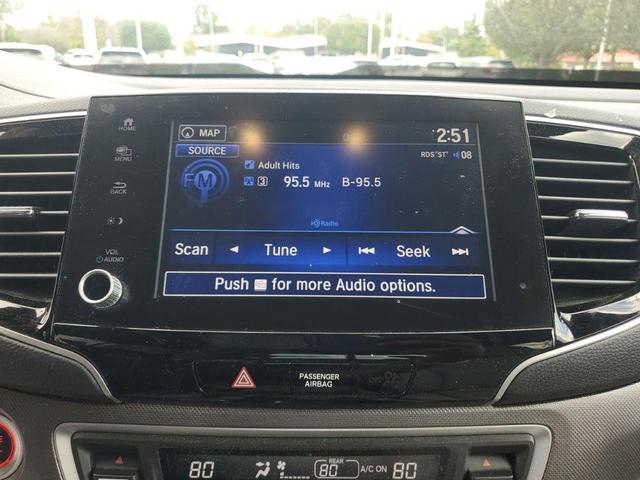 HOME
MAP
2:51
SOURCE
RDS "ST" 08
MENU
Adult Hits
FM
3 95.5 MHz B-95.5
BACK
HD Radio
VOL
AUDIO
Scan Tune Seek
Push for more Audio options.
PASSENGER
AIRBAG
OFF
REAR
80 80 A/C ON 80